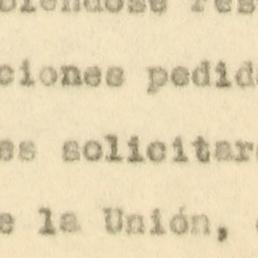 ciones pedid
es solicitar
e la Unión,